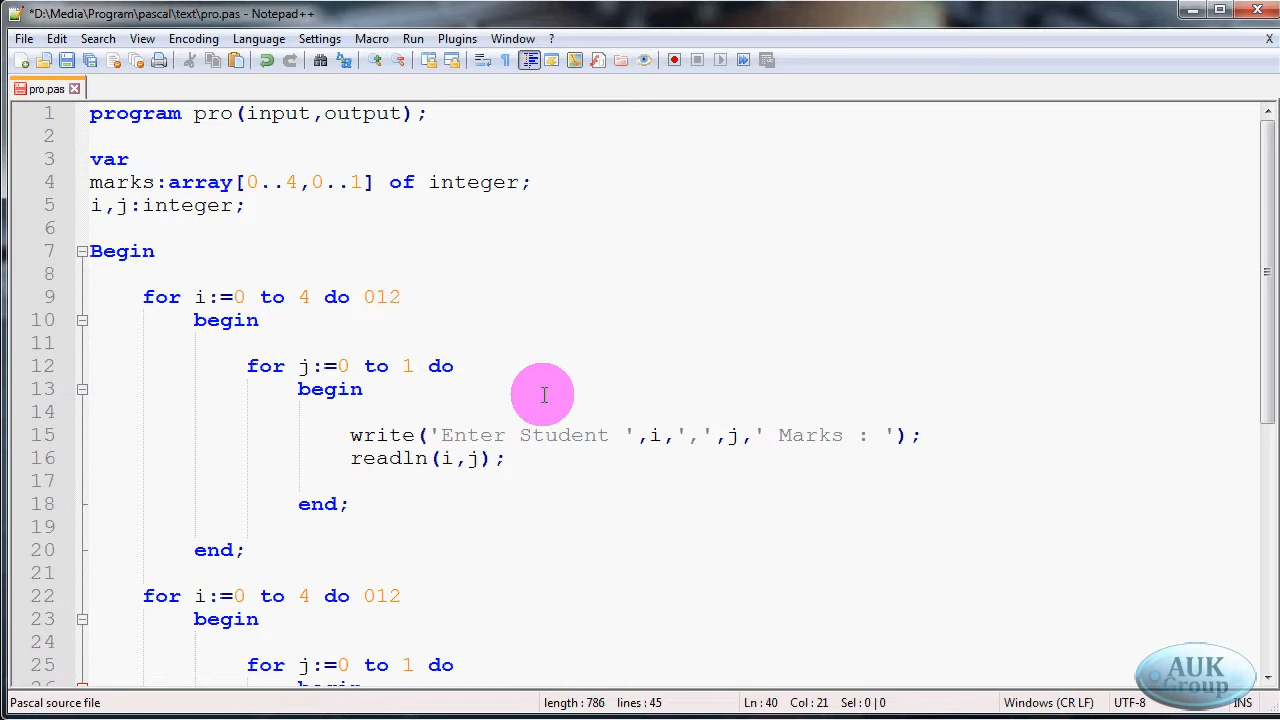 *D:\Media\Program\pascal\text\pro.pas - Notepad++
File Edit Search View Encoding Language Settings Macro Run Plugins Window ? X
pro.pas
1 program pro(input,output);
2
3 var
4 marks:array[0..4,0..1] of integer;
5 i,j:integer;
6
7 Begin
8
9 for i:=0 to 4 do 012
10 begin
11
12 for j:=0 to 1 do
13 begin
14
15 write('Enter Student ',i,',',j,' Marks : ');
16 readln(i,j);
17
18 end;
19
20 end;
21
22 for i:=0 to 4 do 012
23 begin
24
25 for j:=0 to 1 do
26 begin
AUK
Group
Pascal source file length : 786 lines : 45 Ln : 40 Col : 21 Sel : 0 | 0 Windows (CR LF) UTF-8 INS